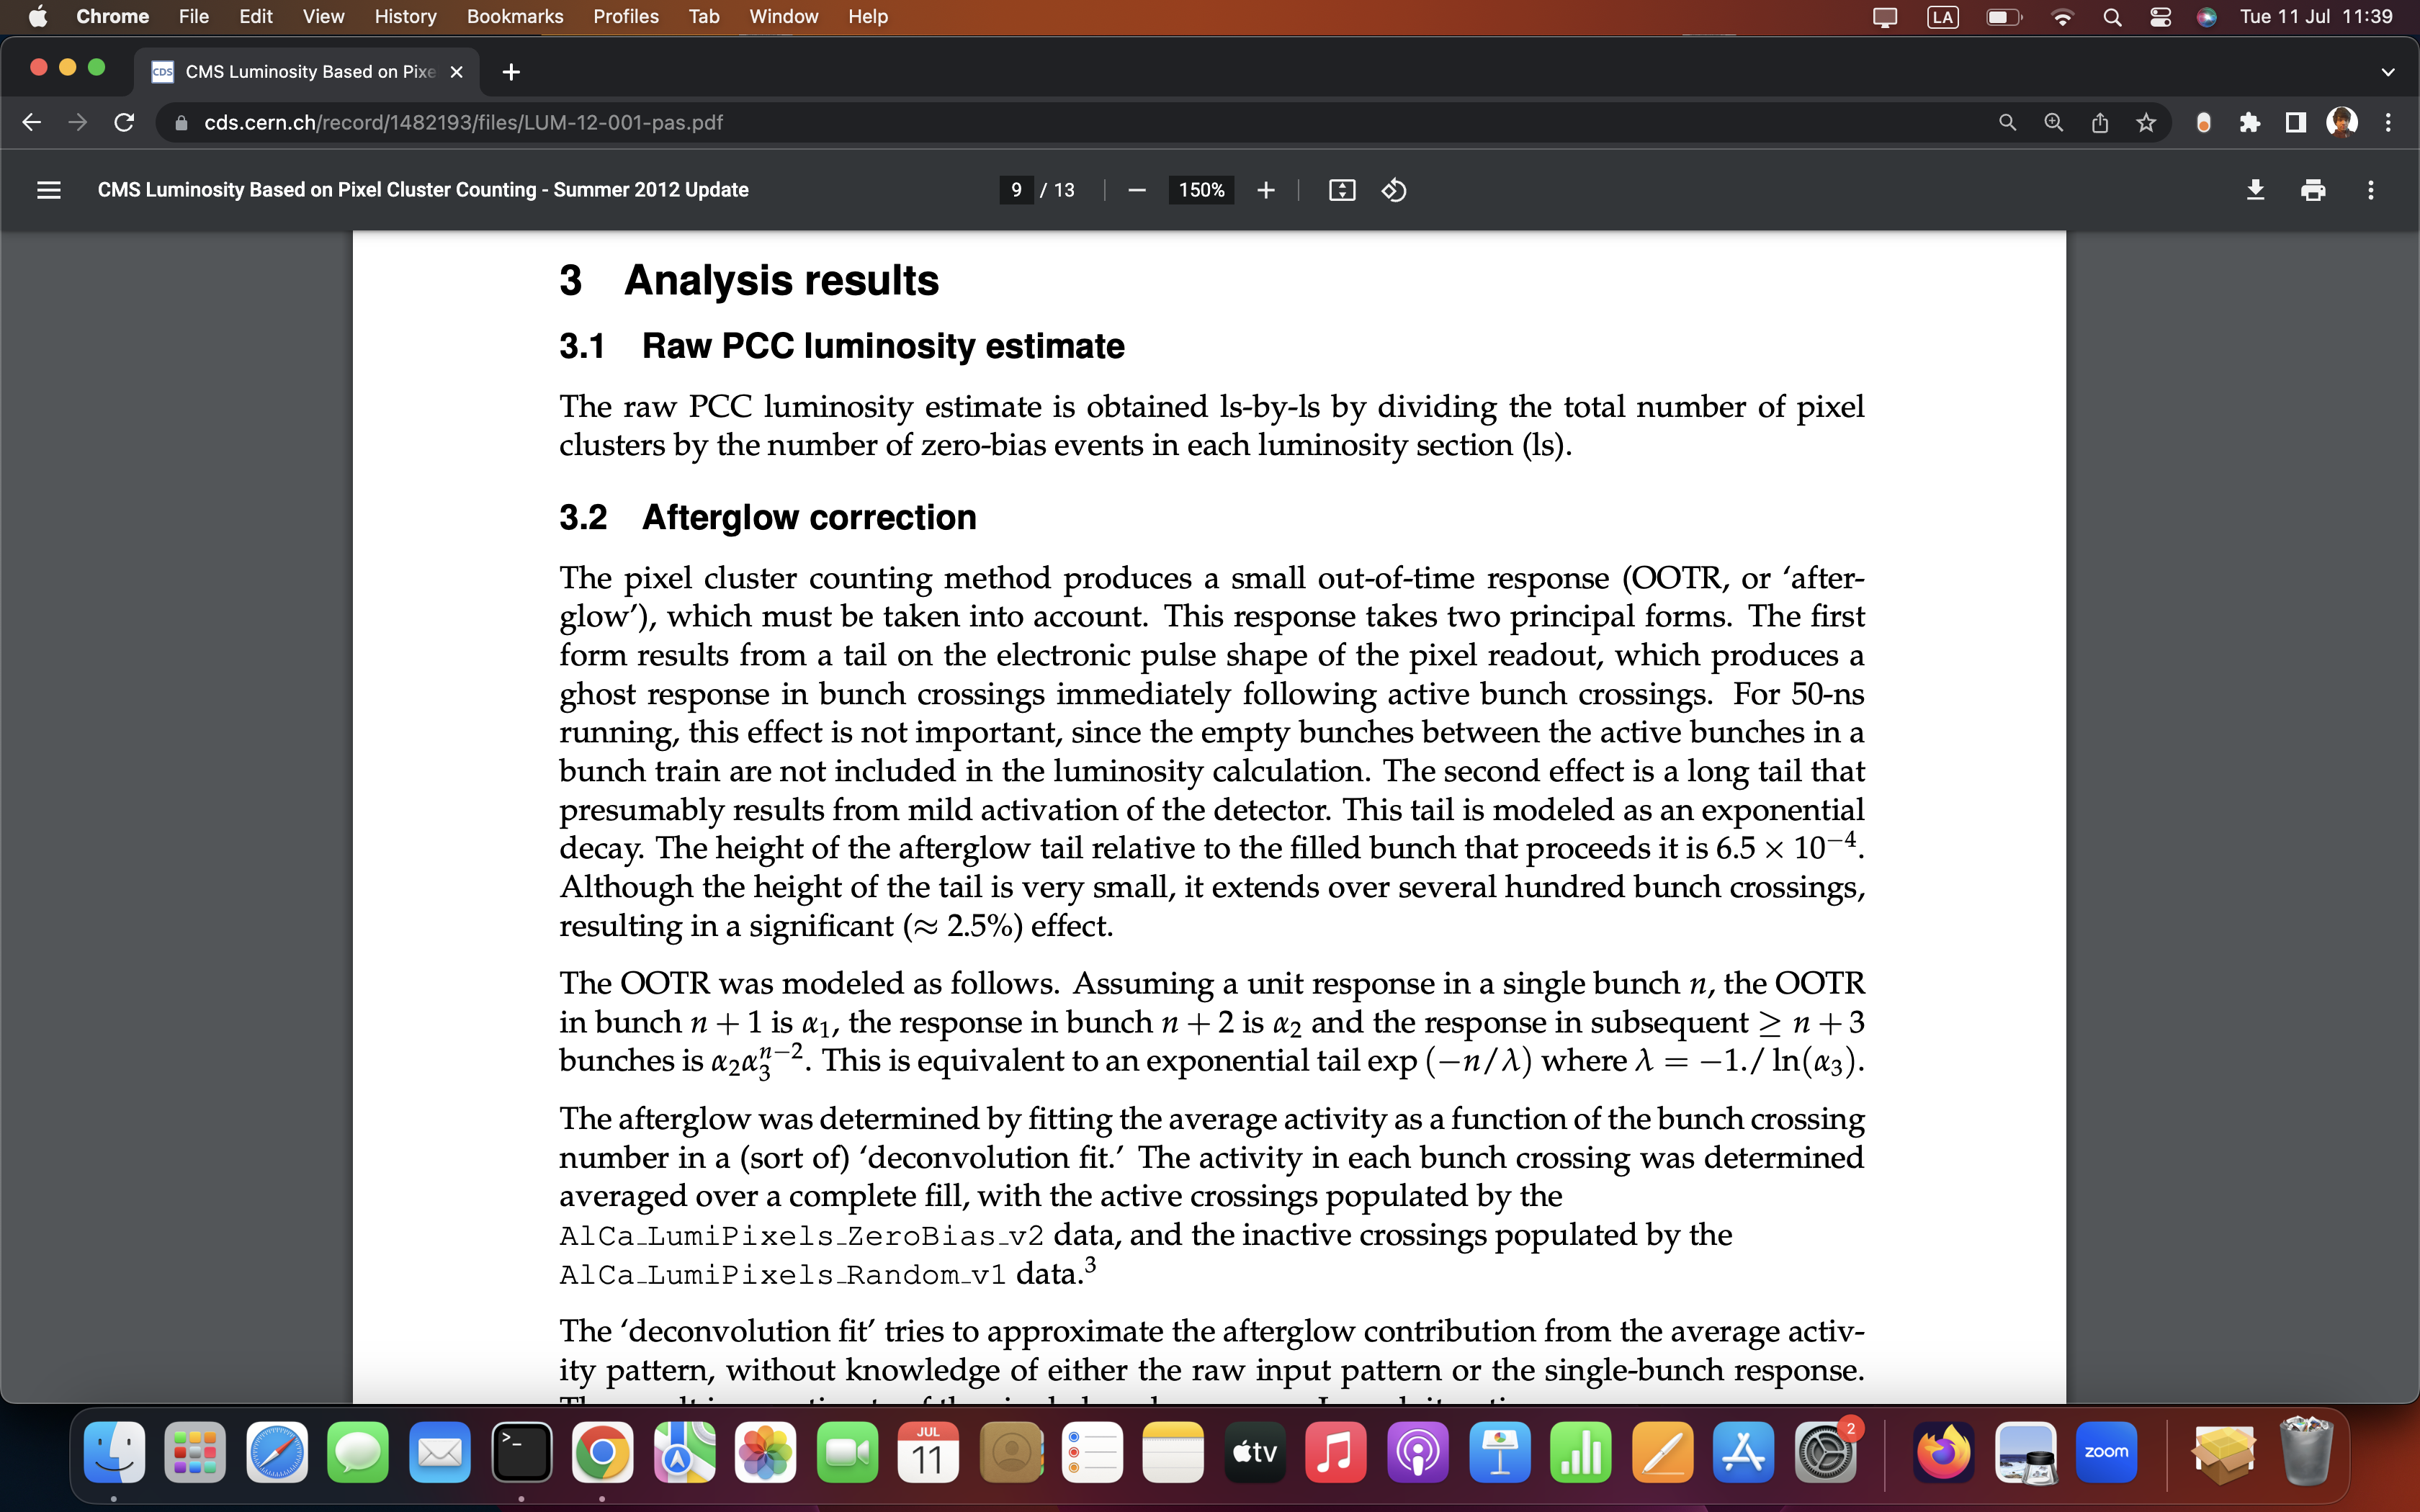 Chrome File Edit View History Bookmarks Profiles Tab Window Help LA Tue 11 Jul 11:39
CDS CMS Luminosity Based on Pixe
cds.cern.ch/record/1482193/files/LUM-12-001-pas.pdf
CMS Luminosity Based on Pixel Cluster Counting - Summer 2012 Update 9 / 13 150%
3 Analysis results
3.1 Raw PCC luminosity estimate
The raw PCC luminosity estimate is obtained ls-by-ls by dividing the total number of pixel
clusters by the number of zero-bias events in each luminosity section (ls).
3.2 Afterglow correction
The pixel cluster counting method produces a small out-of-time response (OOTR, or ‘after-
glow’), which must be taken into account. This response takes two principal forms. The first
form results from a tail on the electronic pulse shape of the pixel readout, which produces a
ghost response in bunch crossings immediately following active bunch crossings. For 50-ns
running, this effect is not important, since the empty bunches between the active bunches in a
bunch train are not included in the luminosity calculation. The second effect is a long tail that
presumably results from mild activation of the detector. This tail is modeled as an exponential
decay. The height of the afterglow tail relative to the filled bunch that proceeds it is 6.5 × 10⁻⁴.
Although the height of the tail is very small, it extends over several hundred bunch crossings,
resulting in a significant (≈ 2.5%) effect.
The OOTR was modeled as follows. Assuming a unit response in a single bunch n, the OOTR
in bunch n + 1 is α₁, the response in bunch n + 2 is α₂ and the response in subsequent ≥ n + 3
bunches is α₂α₃ⁿ⁻². This is equivalent to an exponential tail exp (−n/λ) where λ = −1./ ln(α₃).
The afterglow was determined by fitting the average activity as a function of the bunch crossing
number in a (sort of) ‘deconvolution fit.’ The activity in each bunch crossing was determined
averaged over a complete fill, with the active crossings populated by the
AlCa_LumiPixels_ZeroBias_v2 data, and the inactive crossings populated by the
AlCa_LumiPixels_Random_v1 data.³
The ‘deconvolution fit’ tries to approximate the afterglow contribution from the average activ-
ity pattern, without knowledge of either the raw input pattern or the single-bunch response.
JUL
11
tv
2
zoom